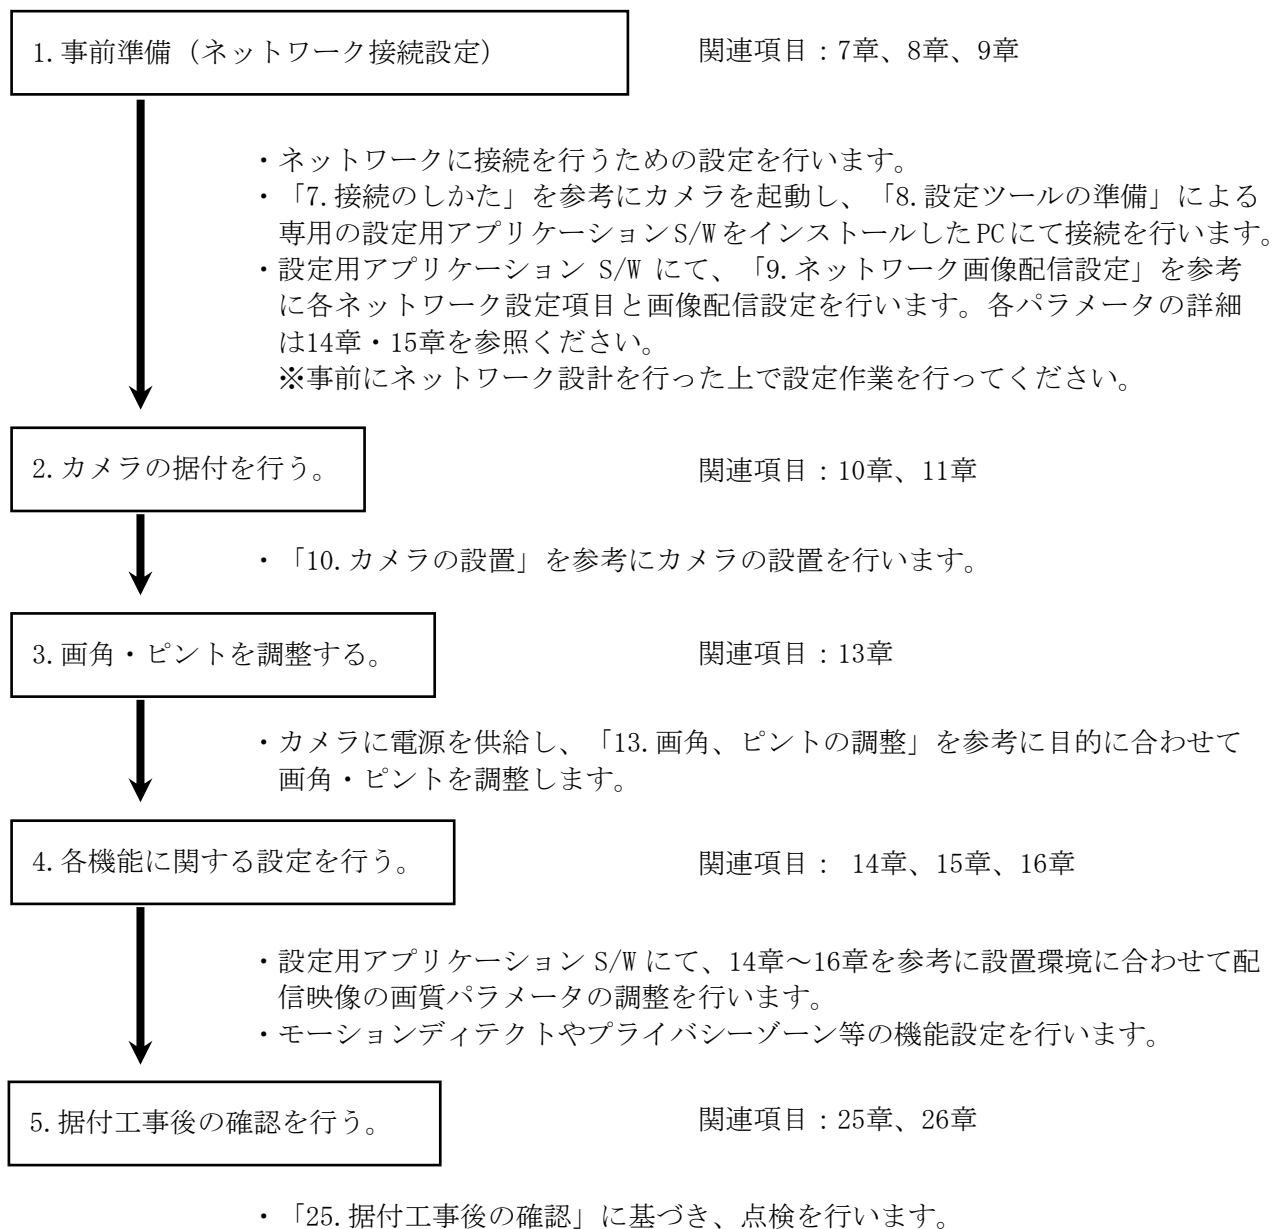 1.事前準備（ネットワーク接続設定）
関連項目：7章、8章、9章
・ネットワークに接続を行うための設定を行います。
・「7.接続のしかた」を参考にカメラを起動し、「8.設定ツールの準備」による
専用の設定用アプリケーションS/WをインストールしたPCにて接続を行います。
・設定用アプリケーション S/W にて、「9.ネットワーク画像配信設定」を参考
に各ネットワーク設定項目と画像配信設定を行います。各パラメータの詳細
は14章・15章を参照ください。
※事前にネットワーク設計を行った上で設定作業を行ってください。
2.カメラの据付を行う。
関連項目：10章、11章
・「10.カメラの設置」を参考にカメラの設置を行います。
3.画角・ピントを調整する。
関連項目：13章
・カメラに電源を供給し、「13.画角、ピントの調整」を参考に目的に合わせて
画角・ピントを調整します。
4.各機能に関する設定を行う。
関連項目： 14章、15章、16章
・設定用アプリケーション S/W にて、14章～16章を参考に設置環境に合わせて配
信映像の画質パラメータの調整を行います。
・モーションディテクトやプライバシーゾーン等の機能設定を行います。
5.据付工事後の確認を行う。
関連項目：25章、26章
・「25.据付工事後の確認」に基づき、点検を行います。